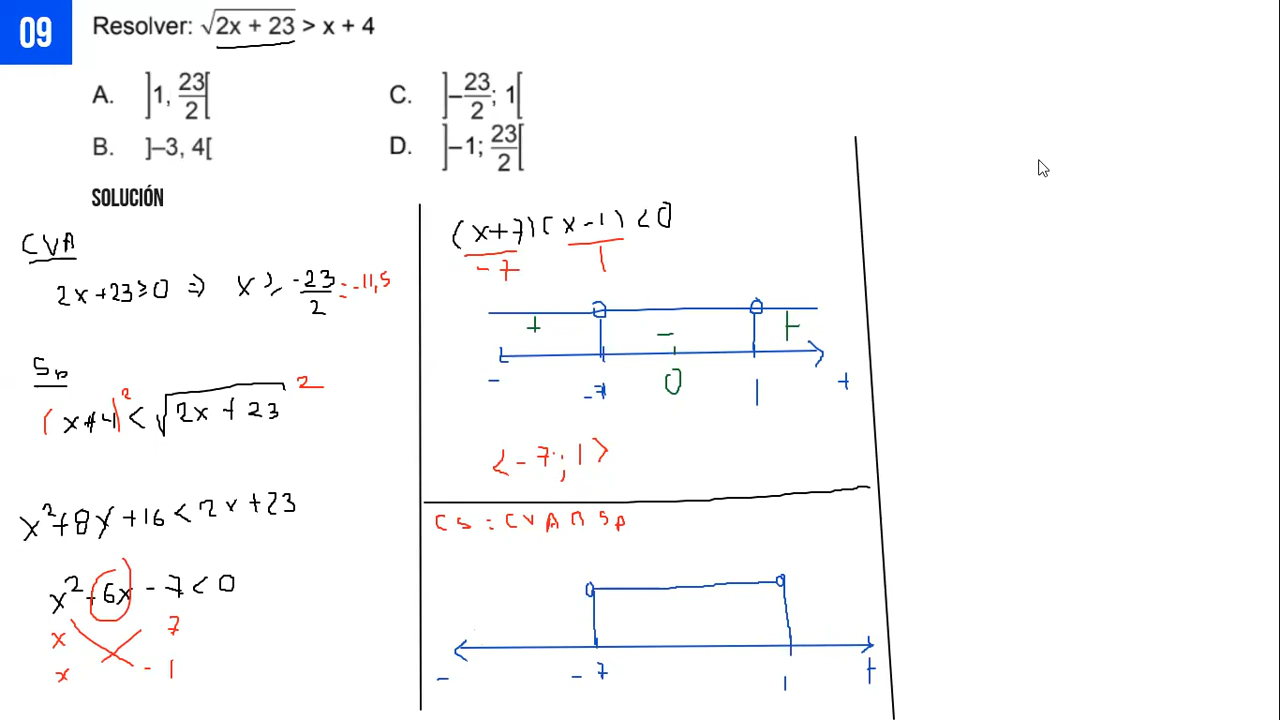 09
Resolver: √2x + 23 > x + 4
A. ]1, 23/2[
B. ]–3, 4[
C. ]–23/2; 1[
D. ]–1; 23/2[
SOLUCIÓN
CVA
2x+23≥0 ⇒ x ≥ -23/2 = -11,5
Sp
(x+4)² < √2x+23 ²
x²+8x+16<2x+23
x²+6x-7<0
x 7
x -1
(x+7)(x-1)<0
-7 1
+ - +
- -7 0 1 +
<-7; 1>
CS = CVA ∩ Sp
- -7 1 +